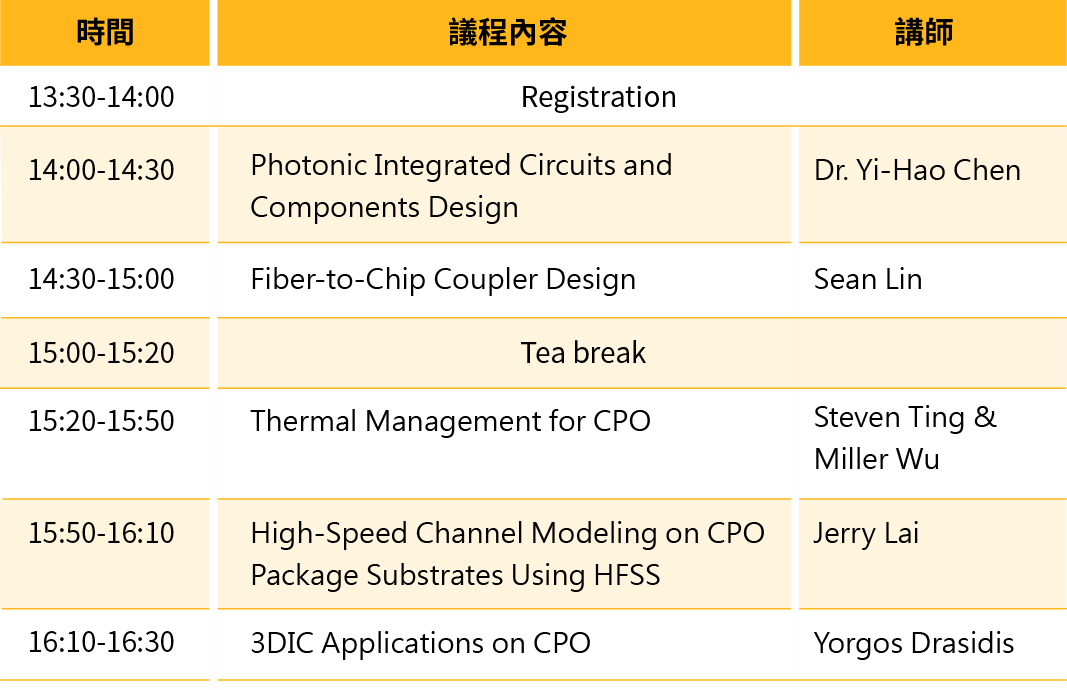 時間 議程內容 講師
13:30-14:00 Registration
14:00-14:30 Photonic Integrated Circuits and Dr. Yi-Hao Chen
Components Design
14:30-15:00 Fiber-to-Chip Coupler Design Sean Lin
15:00-15:20 Tea break
15:20-15:50 Thermal Management for CPO Steven Ting &
Miller Wu
15:50-16:10 High-Speed Channel Modeling on CPO Jerry Lai
Package Substrates Using HFSS
16:10-16:30 3DIC Applications on CPO Yorgos Drasidis